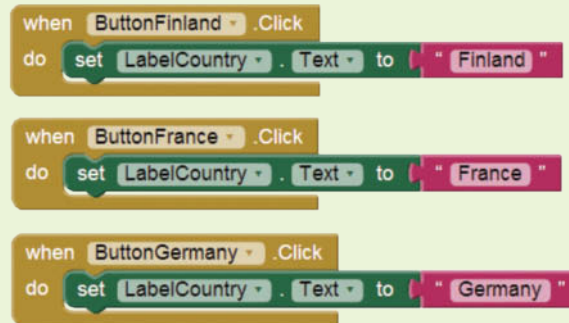 when ButtonFinland .Click
do set LabelCountry . Text to " Finland "
when ButtonFrance .Click
do set LabelCountry . Text to " France "
when ButtonGermany .Click
do set LabelCountry . Text to " Germany "